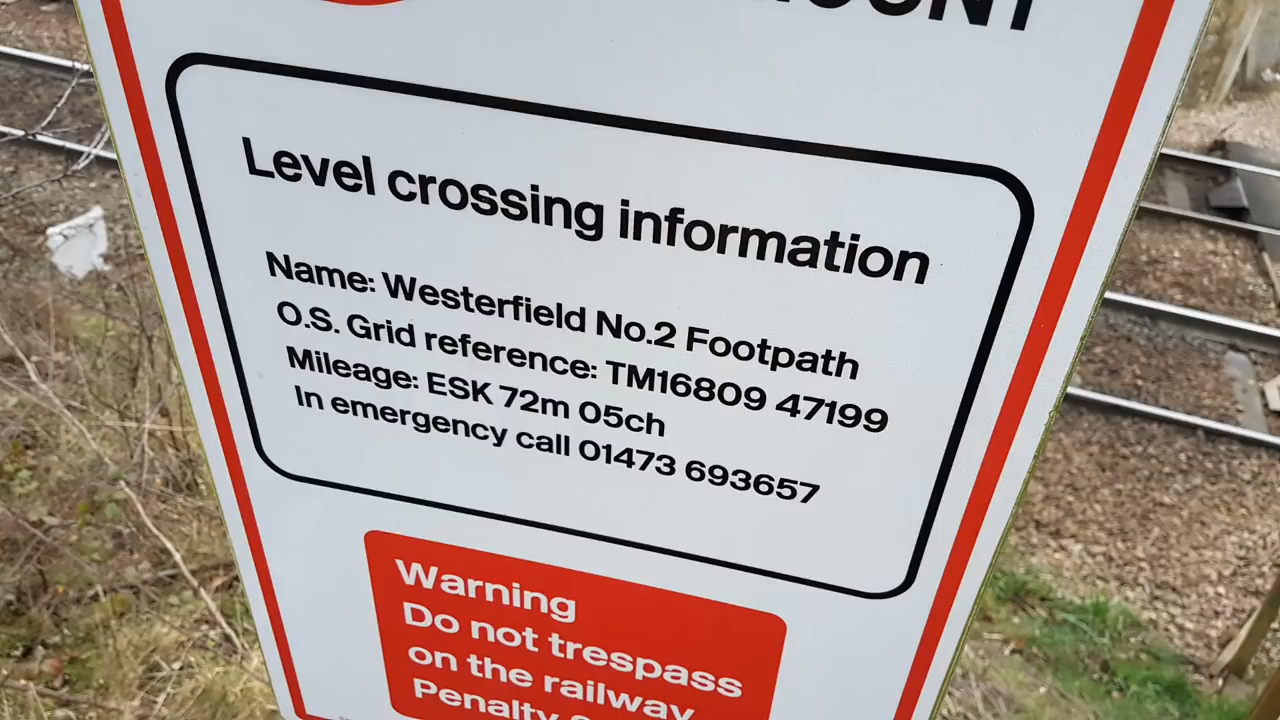 Level crossing information
Name: Westerfield No.2 Footpath
O.S. Grid reference: TM16809 47199
Mileage: ESK 72m 05ch
In emergency call 01473 693657
Warning
Do not trespass
on the railway
Penalty